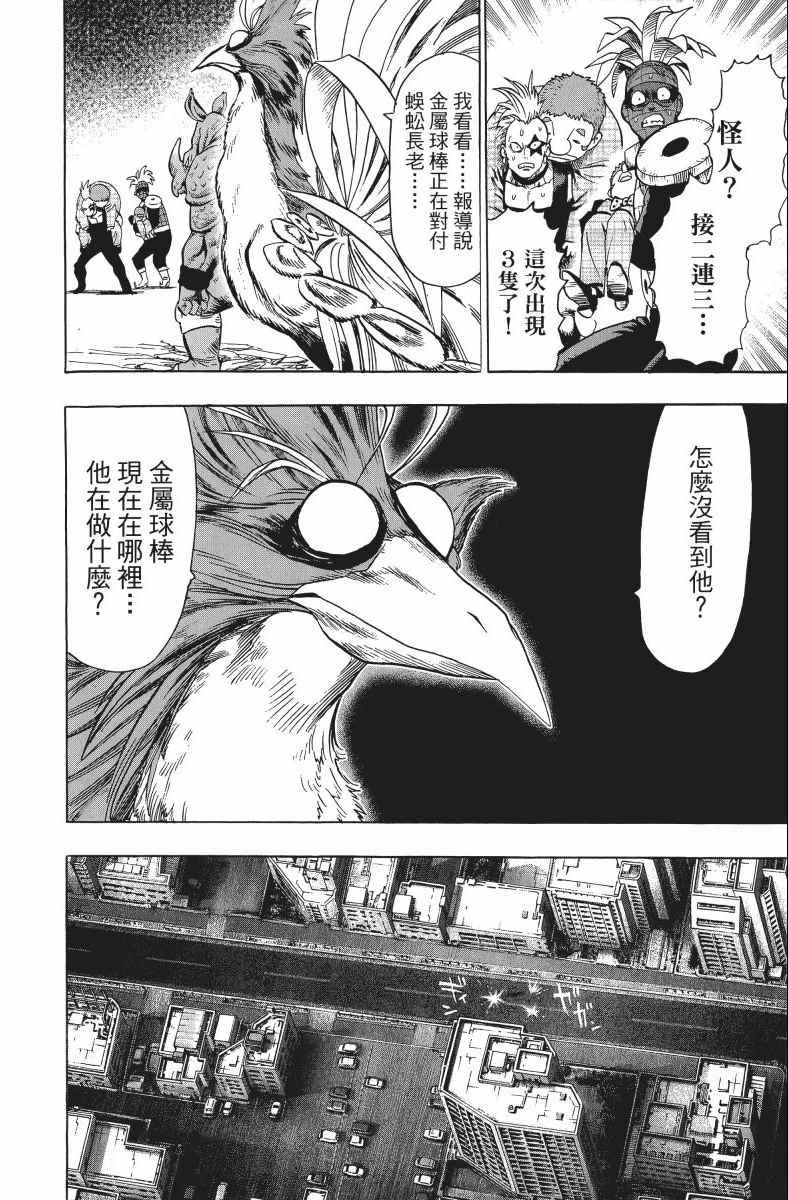 怪人？
接二連三…
這次出現
3隻了！
我看看……報導說
金屬球棒正在對付
蜈蚣長老……
怎麼沒看到他？
金屬球棒
現在在哪裡…
他在做什麼？